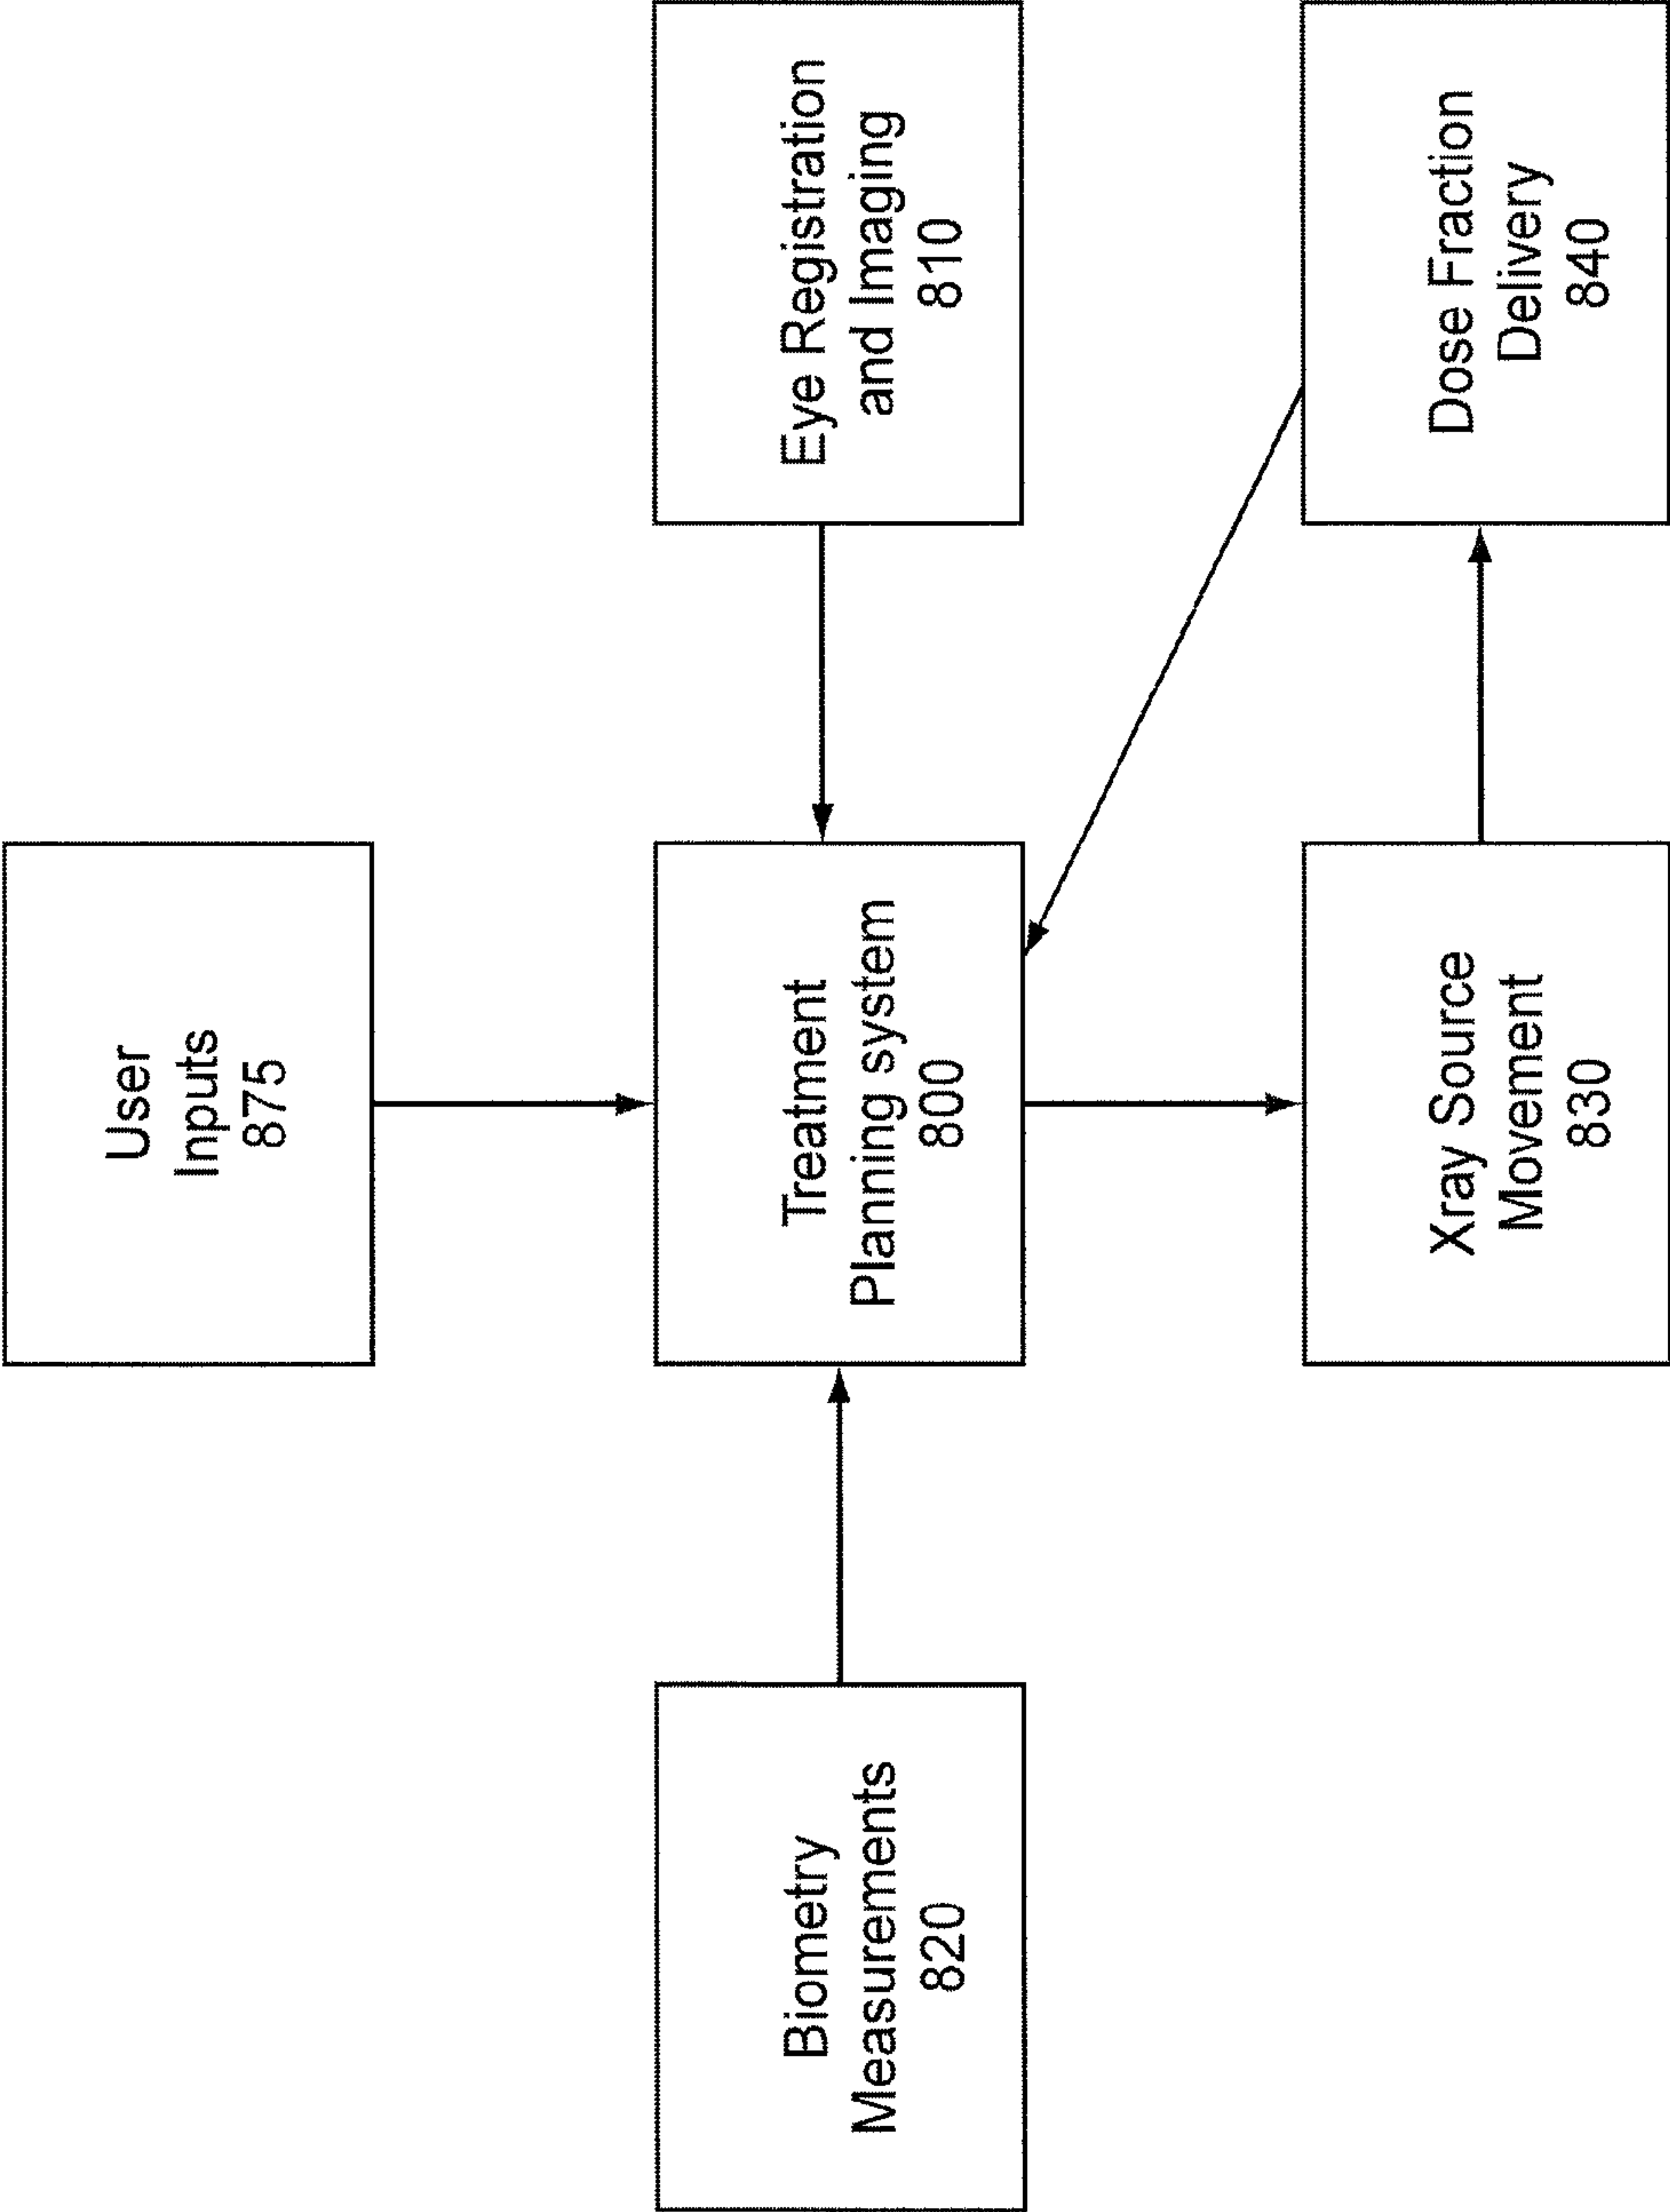 User
Inputs
875
Biometry
Measurements
820
Treatment
Planning system
800
Eye Registration
and Imaging
810
Xray Source
Movement
830
Dose Fraction
Delivery
840